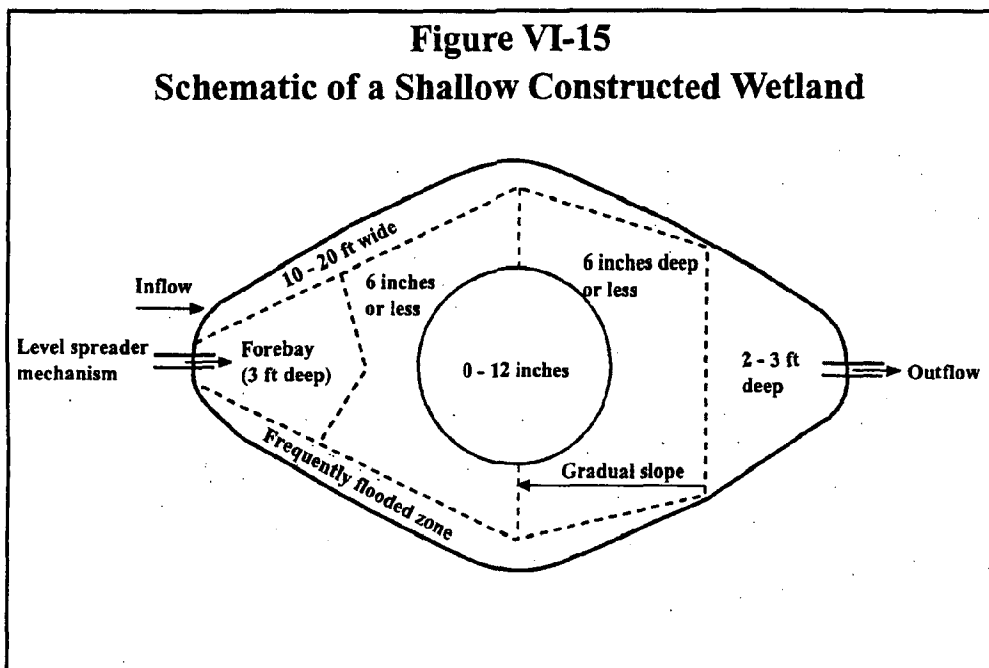 Figure VI-15
Schematic of a Shallow Constructed Wetland
10 - 20 ft wide
6 inches
or less
6 inches deep
or less
Inflow
Level spreader
mechanism
Forebay
(3 ft deep)
0 - 12 inches
2 - 3 ft
deep
Outflow
Gradual slope
Frequently flooded zone